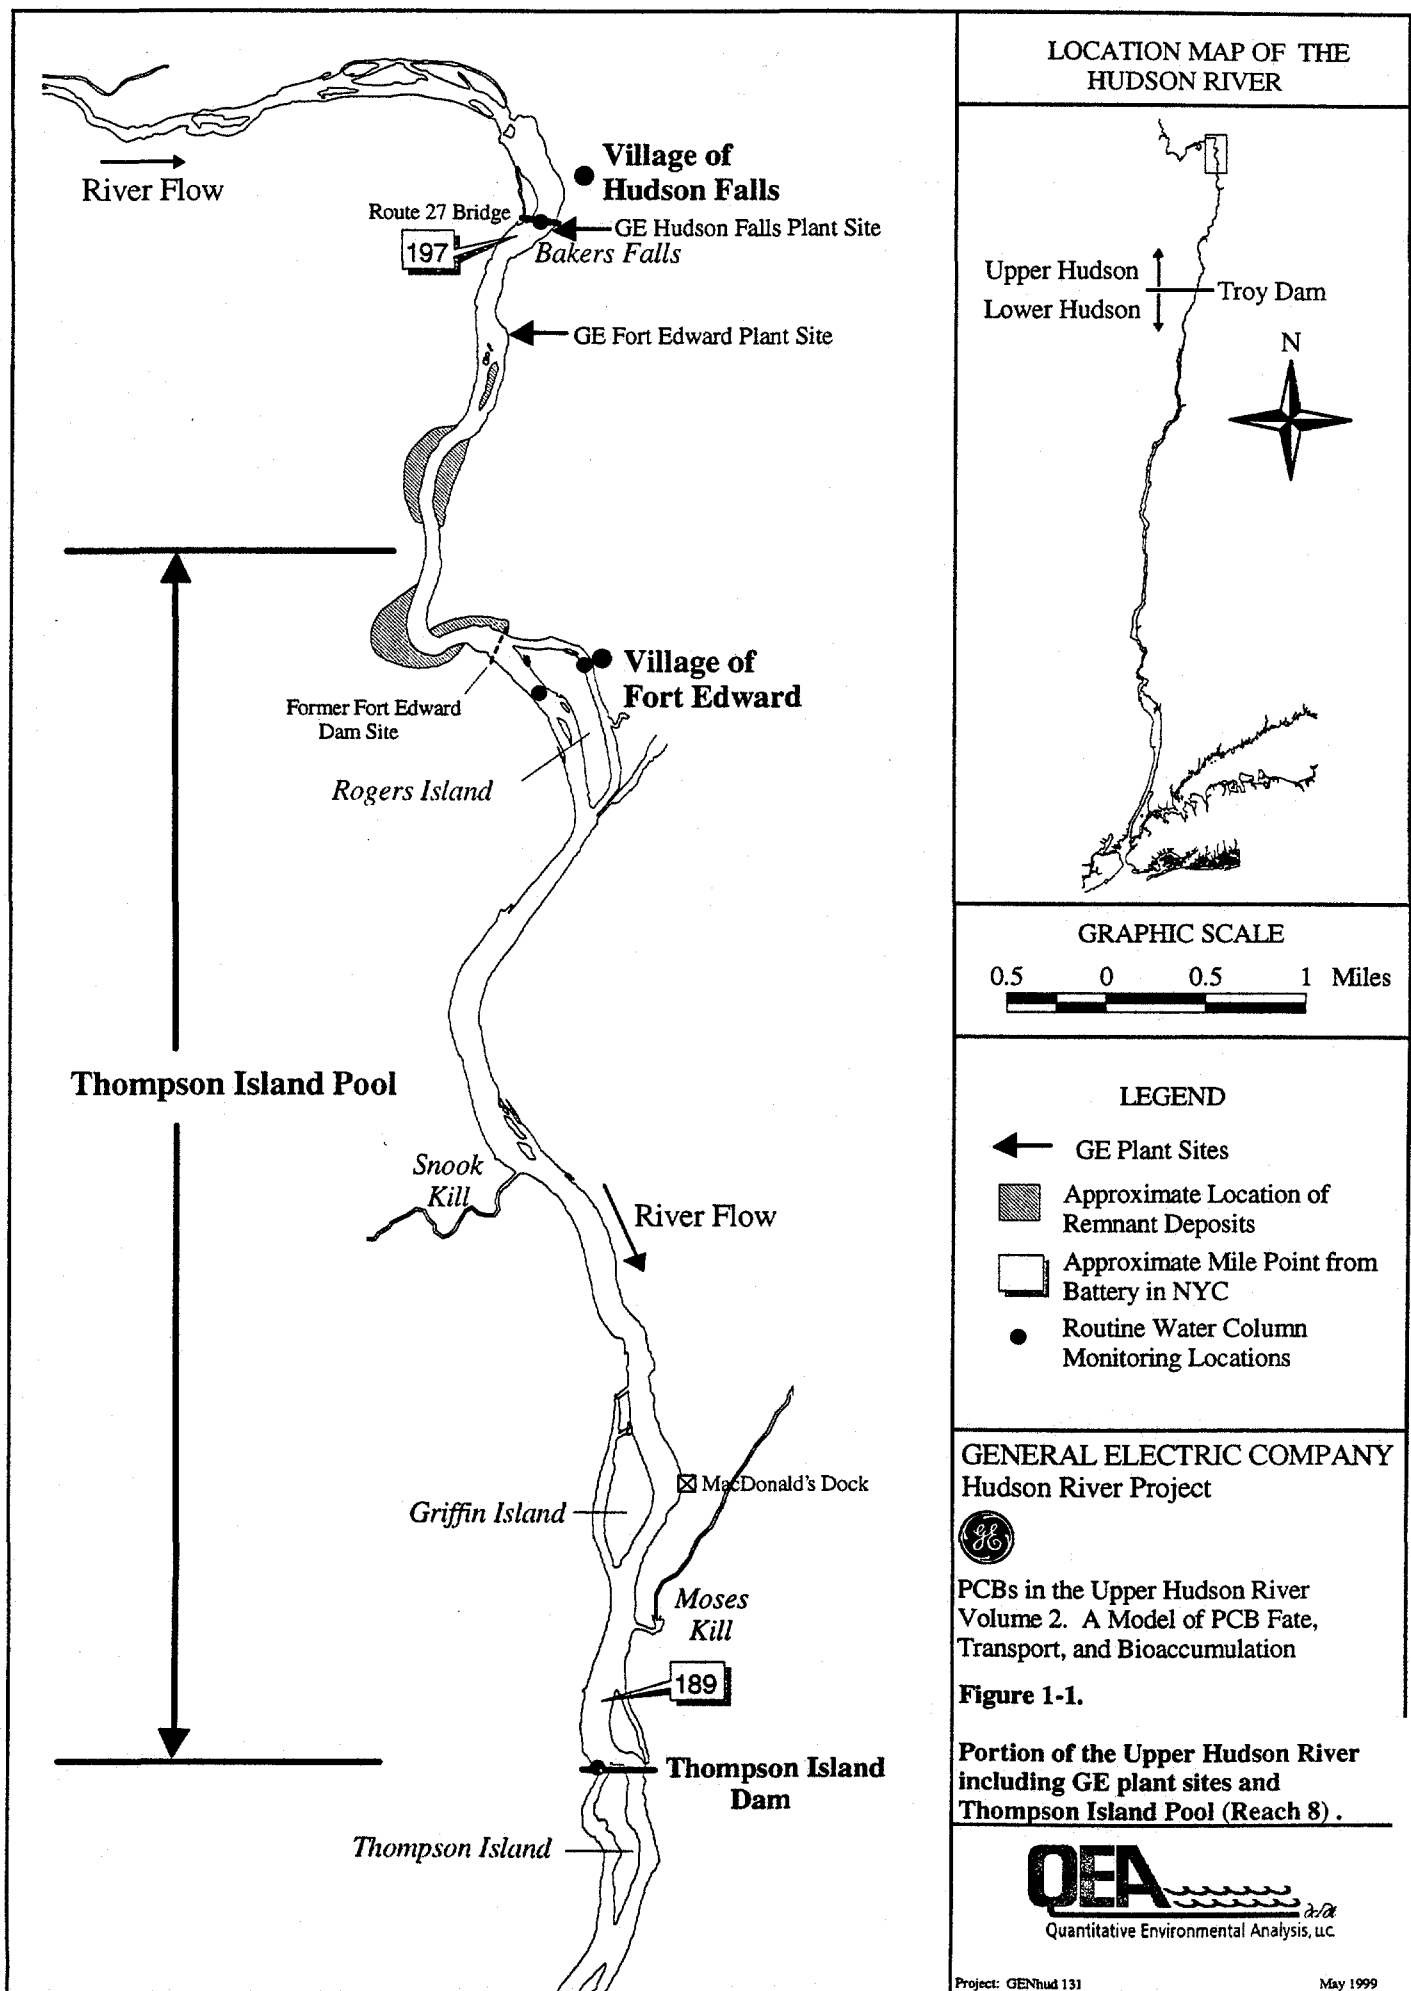 LOCATION MAP OF THE
HUDSON RIVER
River Flow
Village of
Hudson Falls
Route 27 Bridge
GE Hudson Falls Plant Site
197
Bakers Falls
GE Fort Edward Plant Site
Upper Hudson
Lower Hudson
Troy Dam
N
Village of
Fort Edward
Former Fort Edward
Dam Site
Rogers Island
Thompson Island Pool
Snook
Kill
River Flow
MacDonald's Dock
Griffin Island
Moses
Kill
189
Thompson Island
Dam
Thompson Island
GRAPHIC SCALE
0.5 0 0.5 1 Miles
LEGEND
GE Plant Sites
Approximate Location of
Remnant Deposits
Approximate Mile Point from
Battery in NYC
Routine Water Column
Monitoring Locations
GENERAL ELECTRIC COMPANY
Hudson River Project
GE
PCBs in the Upper Hudson River
Volume 2. A Model of PCB Fate,
Transport, and Bioaccumulation
Figure 1-1.
Portion of the Upper Hudson River
including GE plant sites and
Thompson Island Pool (Reach 8) .
QEA
Quantitative Environmental Analysis, LLC
Project: GENhud 131
May 1999